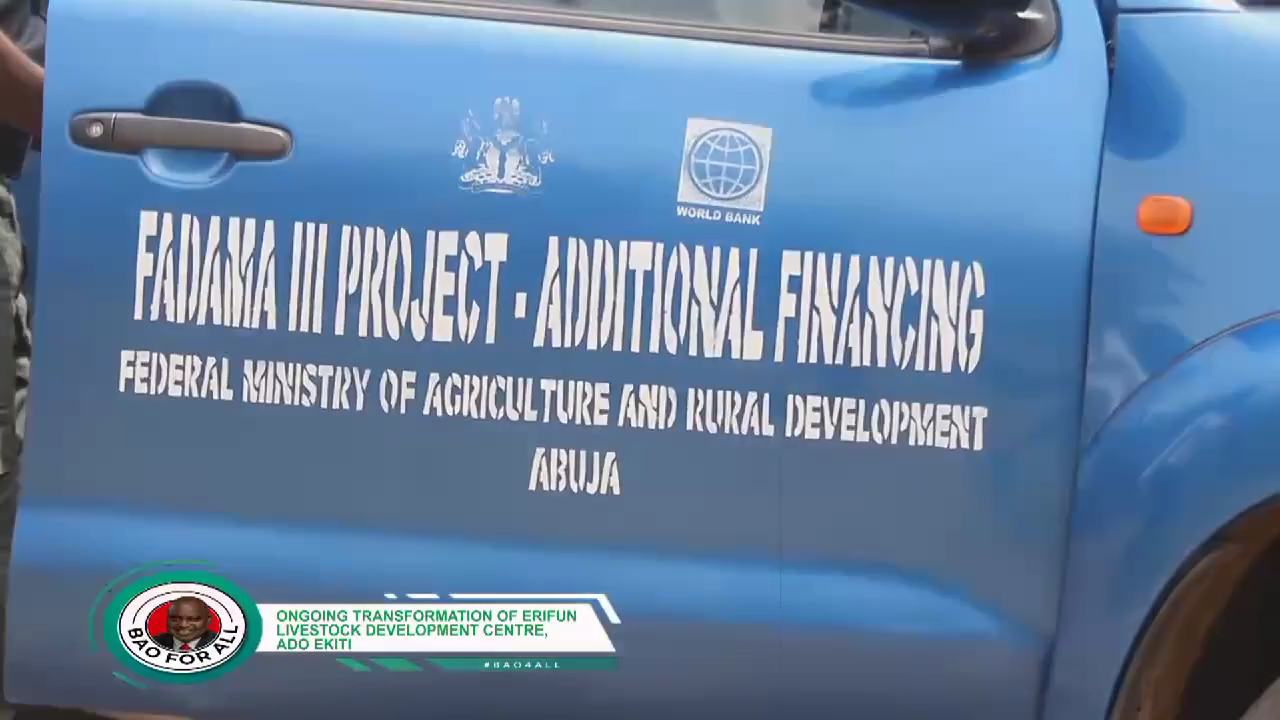 WORLD BANK
FADAMA III PROJECT - ADDITIONAL FINANCING
FEDERAL MINISTRY OF AGRICULTURE AND RURAL DEVELOPMENT
ABUJA
BAO FOR ALL
ONGOING TRANSFORMATION OF ERIFUN
LIVESTOCK DEVELOPMENT CENTRE,
ADO EKITI
#BAO4ALL